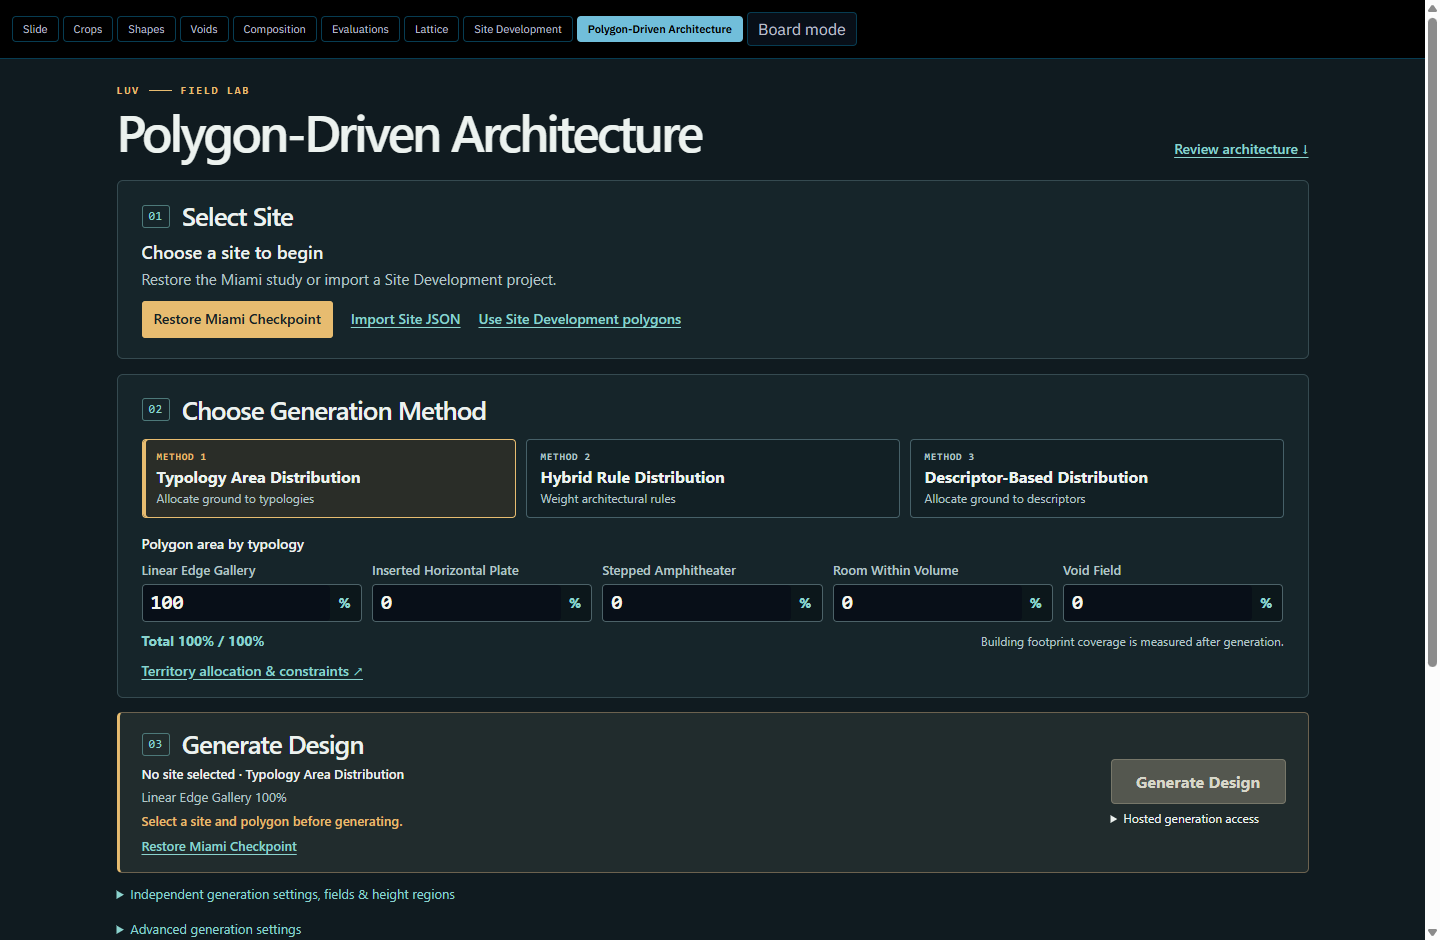 Slide Crops Shapes Voids Composition Evaluations Lattice Site Development Polygon-Driven Architecture Board mode
LUV — FIELD LAB
Polygon-Driven Architecture
Review architecture ↓
01 Select Site
Choose a site to begin
Restore the Miami study or import a Site Development project.
Restore Miami Checkpoint Import Site JSON Use Site Development polygons
02 Choose Generation Method
METHOD 1
Typology Area Distribution
Allocate ground to typologies
METHOD 2
Hybrid Rule Distribution
Weight architectural rules
METHOD 3
Descriptor-Based Distribution
Allocate ground to descriptors
Polygon area by typology
Linear Edge Gallery Inserted Horizontal Plate Stepped Amphitheater Room Within Volume Void Field
100 % 0 % 0 % 0 % 0 %
Total 100% / 100% Building footprint coverage is measured after generation.
Territory allocation & constraints ↗
03 Generate Design
No site selected · Typology Area Distribution
Linear Edge Gallery 100%
Select a site and polygon before generating.
Restore Miami Checkpoint
Generate Design
▶ Hosted generation access
▶ Independent generation settings, fields & height regions
▶ Advanced generation settings